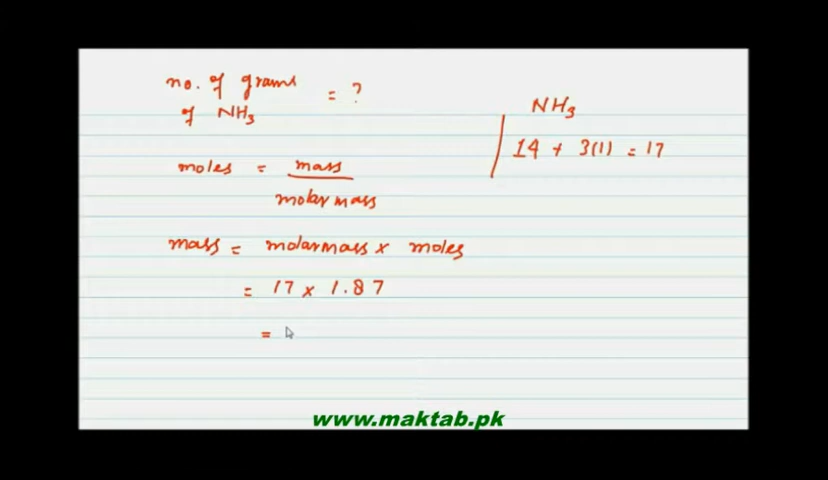 no. of grams = ?
of NH3
NH3
14 + 3(1) = 17
moles = mass
molar mass
mass = molar mass x moles
= 17 x 1.87
=
www.maktab.pk